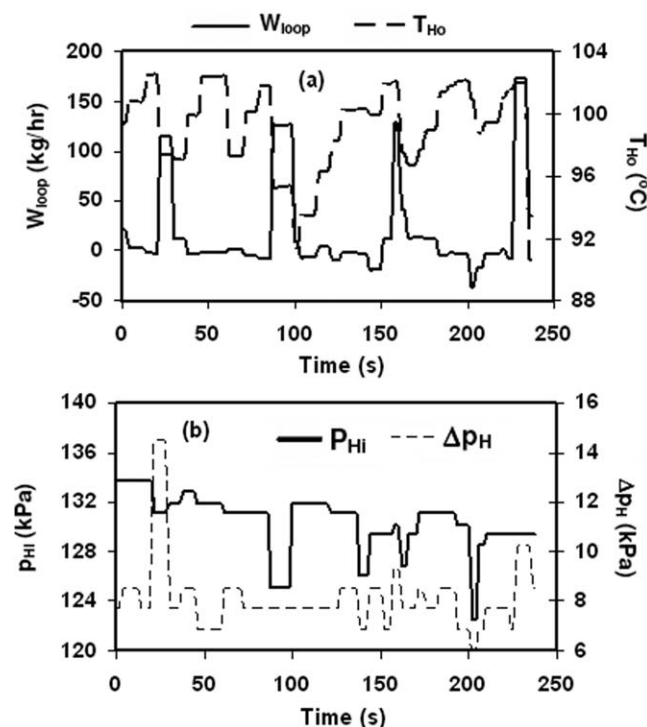 W_loop T_Ho
(a)
200
150
100
50
0
-50
W_loop (kg/hr)
104
100
96
92
88
T_Ho (°C)
0 50 100 150 200 250
Time (s)
(b)
P_Hi Δp_H
140
136
132
128
124
120
p_HI (kPa)
16
14
12
10
8
6
Δp_H (kPa)
0 50 100 150 200 250
Time (s)